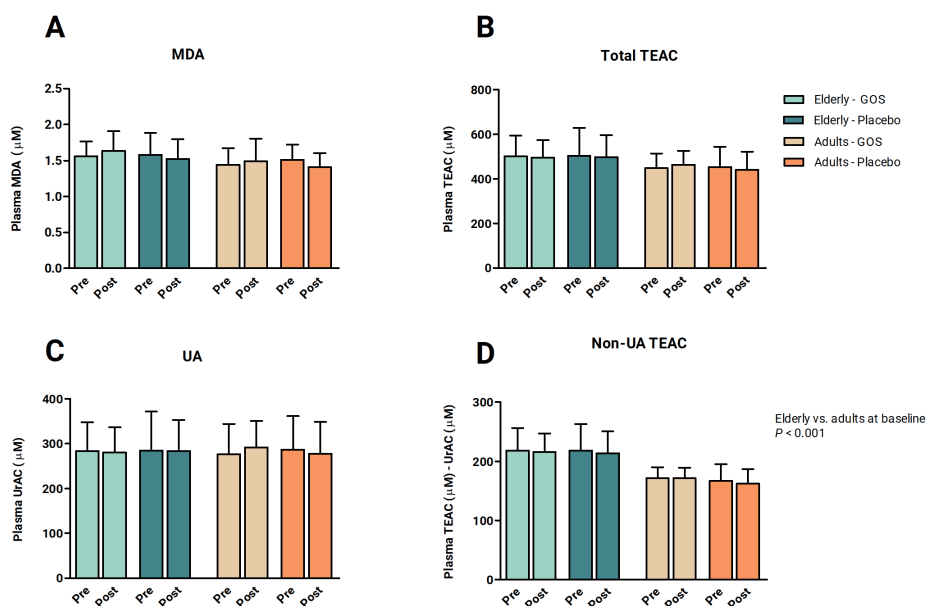 A
MDA
Plasma MDA (μM)
2.5
2.0
1.5
1.0
0.5
0.0
Pre
Post
Pre
Post
Pre
Post
Pre
Post
B
Total TEAC
Plasma TEAC (μM)
800
600
400
200
0
Pre
Post
Pre
Post
Pre
Post
Pre
Post
Elderly - GOS
Elderly - Placebo
Adults - GOS
Adults - Placebo
C
UA
Plasma UrAC (μM)
400
300
200
100
0
Pre
Post
Pre
Post
Pre
Post
Pre
Post
D
Non-UA TEAC
Plasma TEAC (μM) - UrAC (μM)
300
200
100
0
Pre
Post
Pre
Post
Pre
Post
Pre
Post
Elderly vs. adults at baseline
P < 0.001